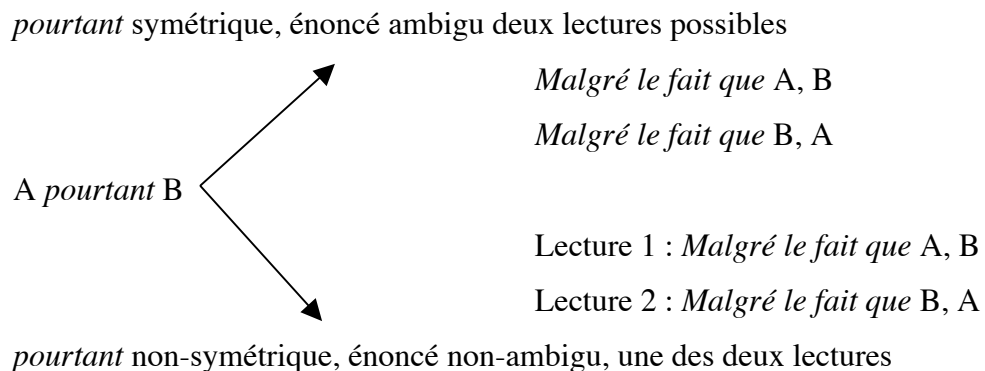 pourtant symétrique, énoncé ambigu deux lectures possibles
Malgré le fait que A, B
Malgré le fait que B, A
A pourtant B
Lecture 1 : Malgré le fait que A, B
Lecture 2 : Malgré le fait que B, A
pourtant non-symétrique, énoncé non-ambigu, une des deux lectures